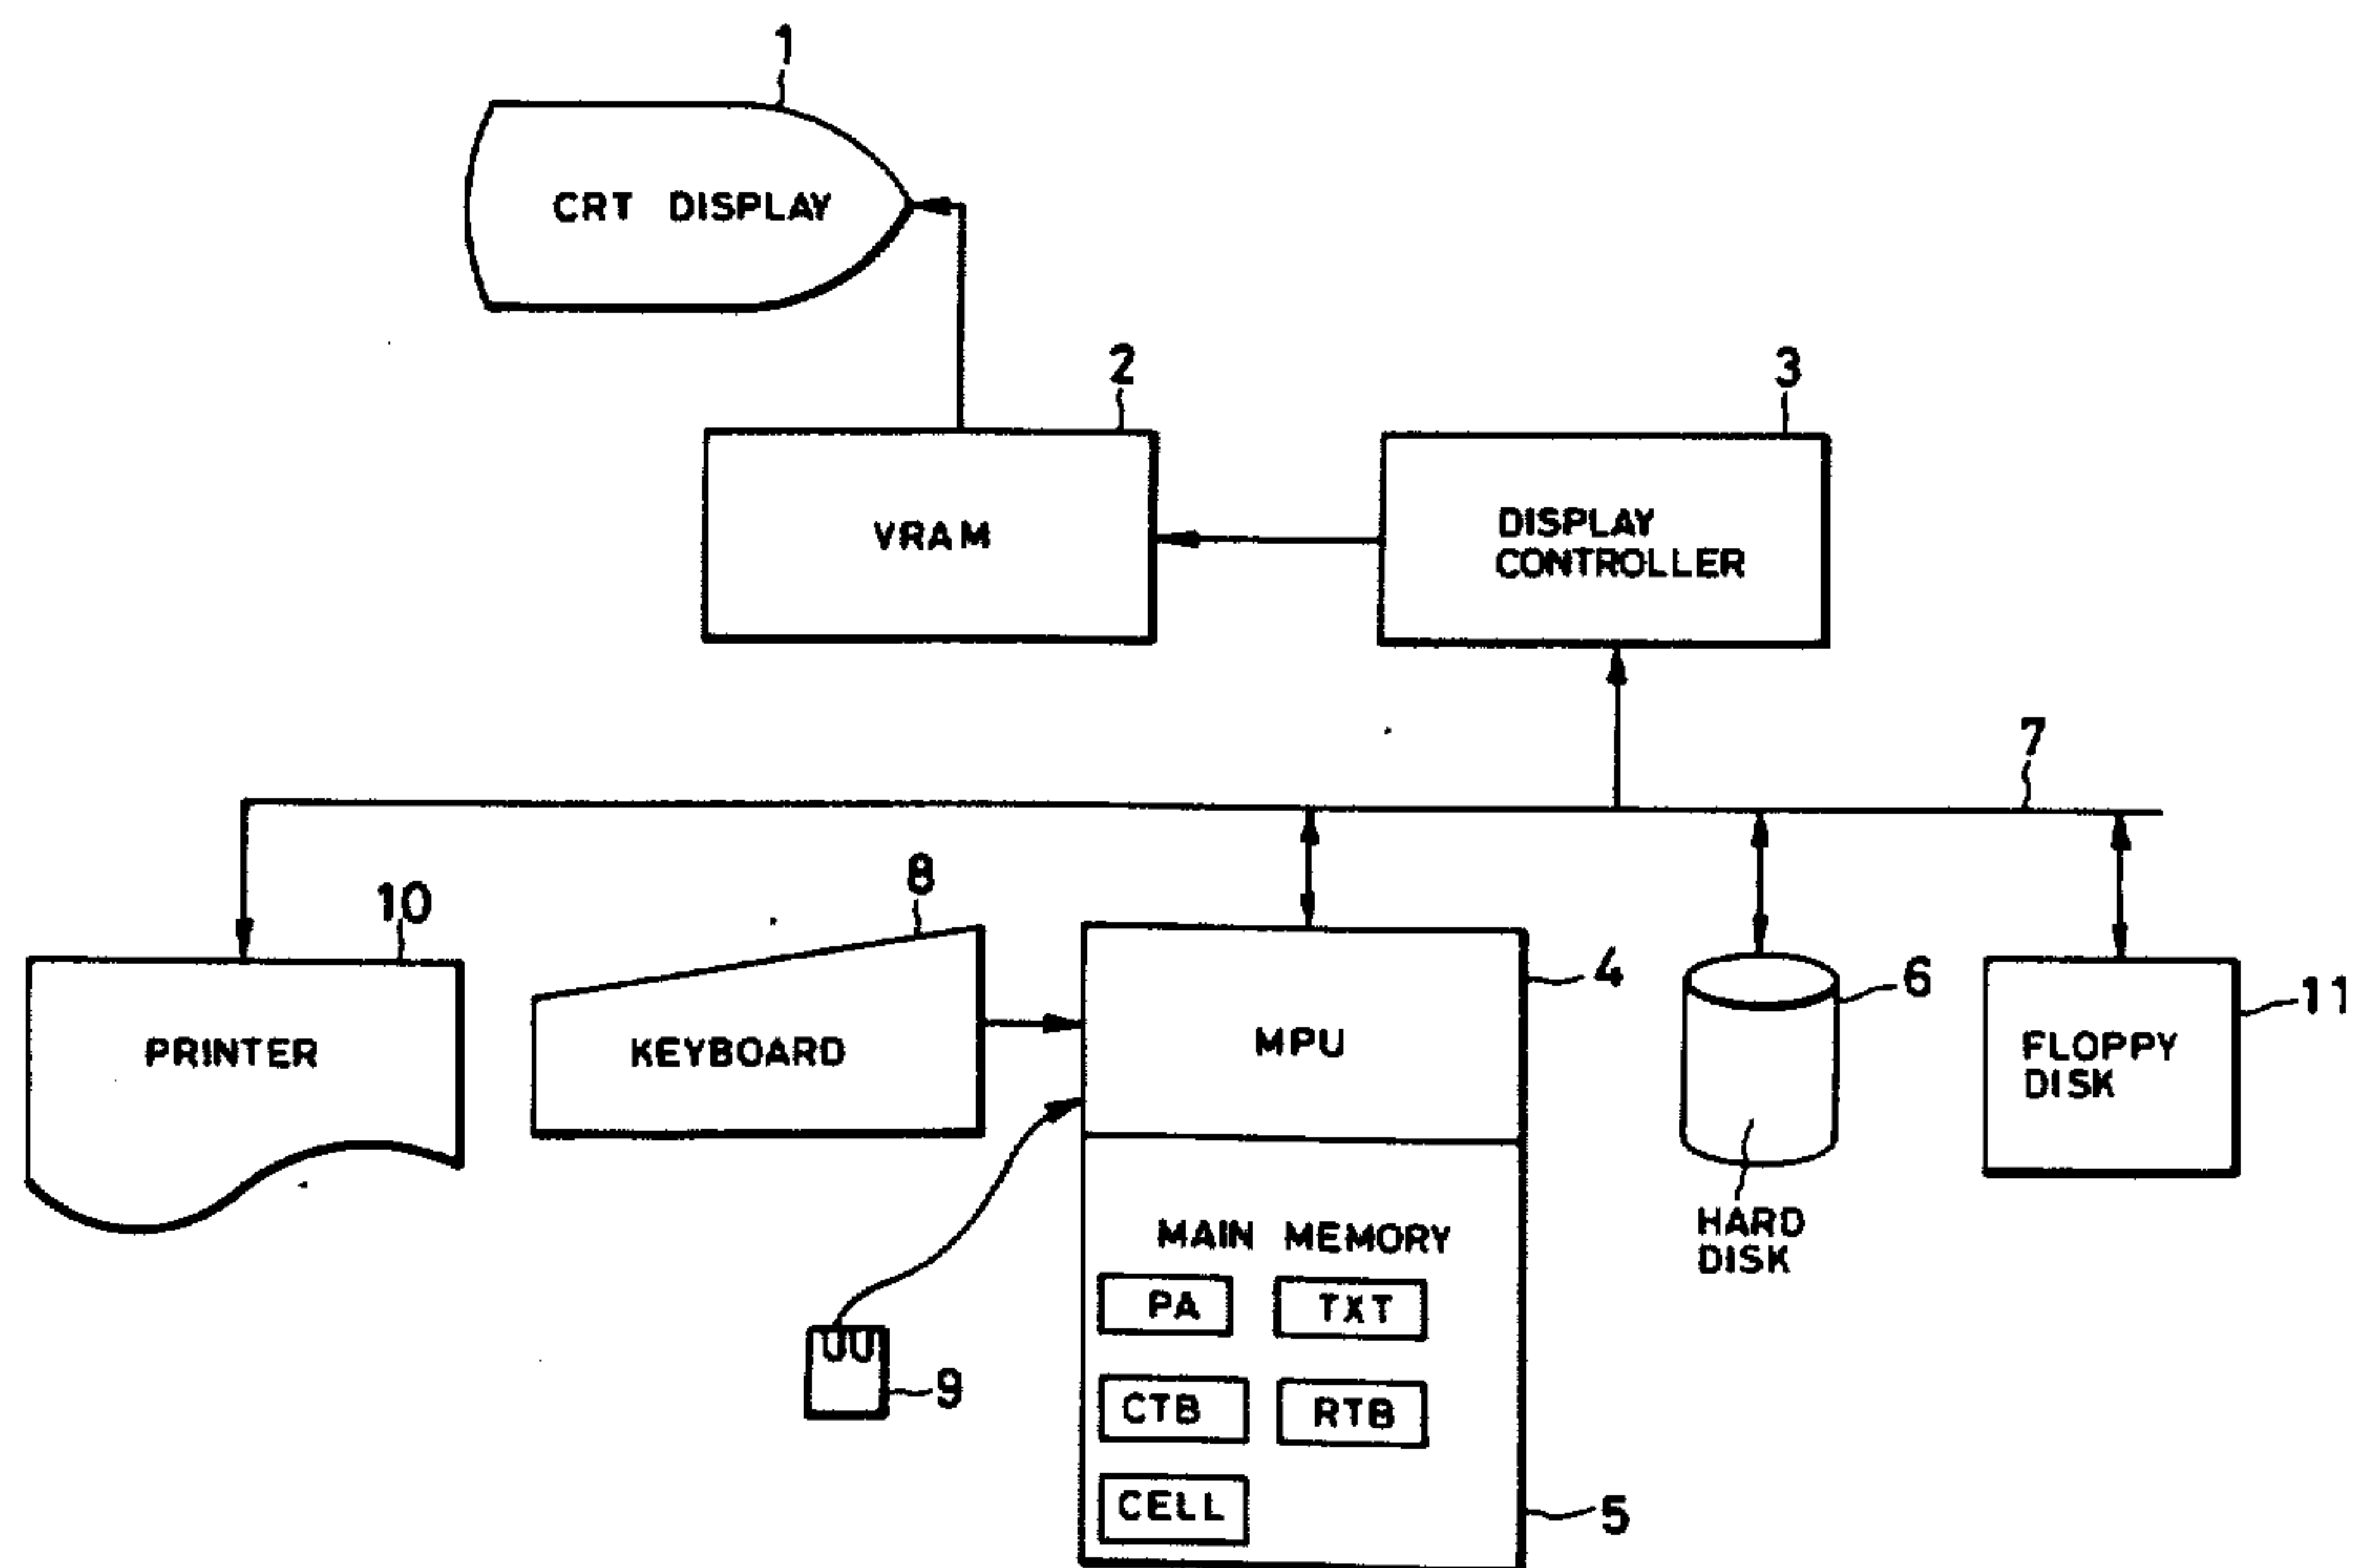 1
CRT DISPLAY
2
3
VRAM
DISPLAY
CONTROLLER
7
10
8
4
6
11
PRINTER
KEYBOARD
MPU
FLOPPY
DISK
HARD
DISK
MAIN MEMORY
PA
TXT
9
CTB
RTB
CELL
5